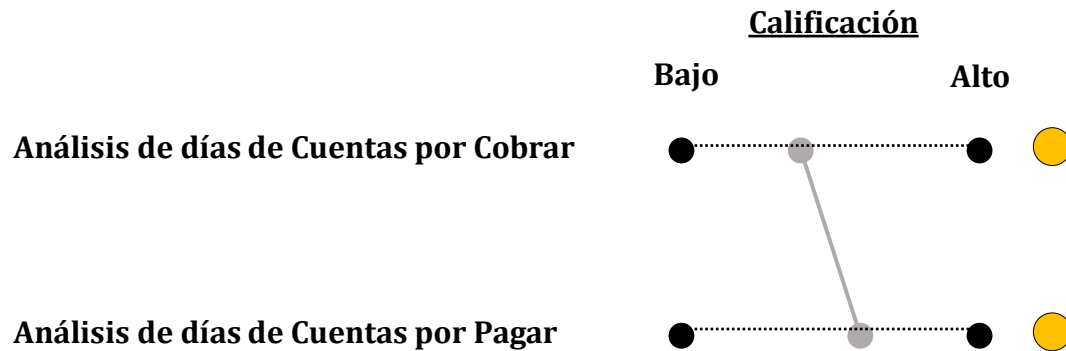 Calificación
Bajo Alto
Análisis de días de Cuentas por Cobrar
Análisis de días de Cuentas por Pagar